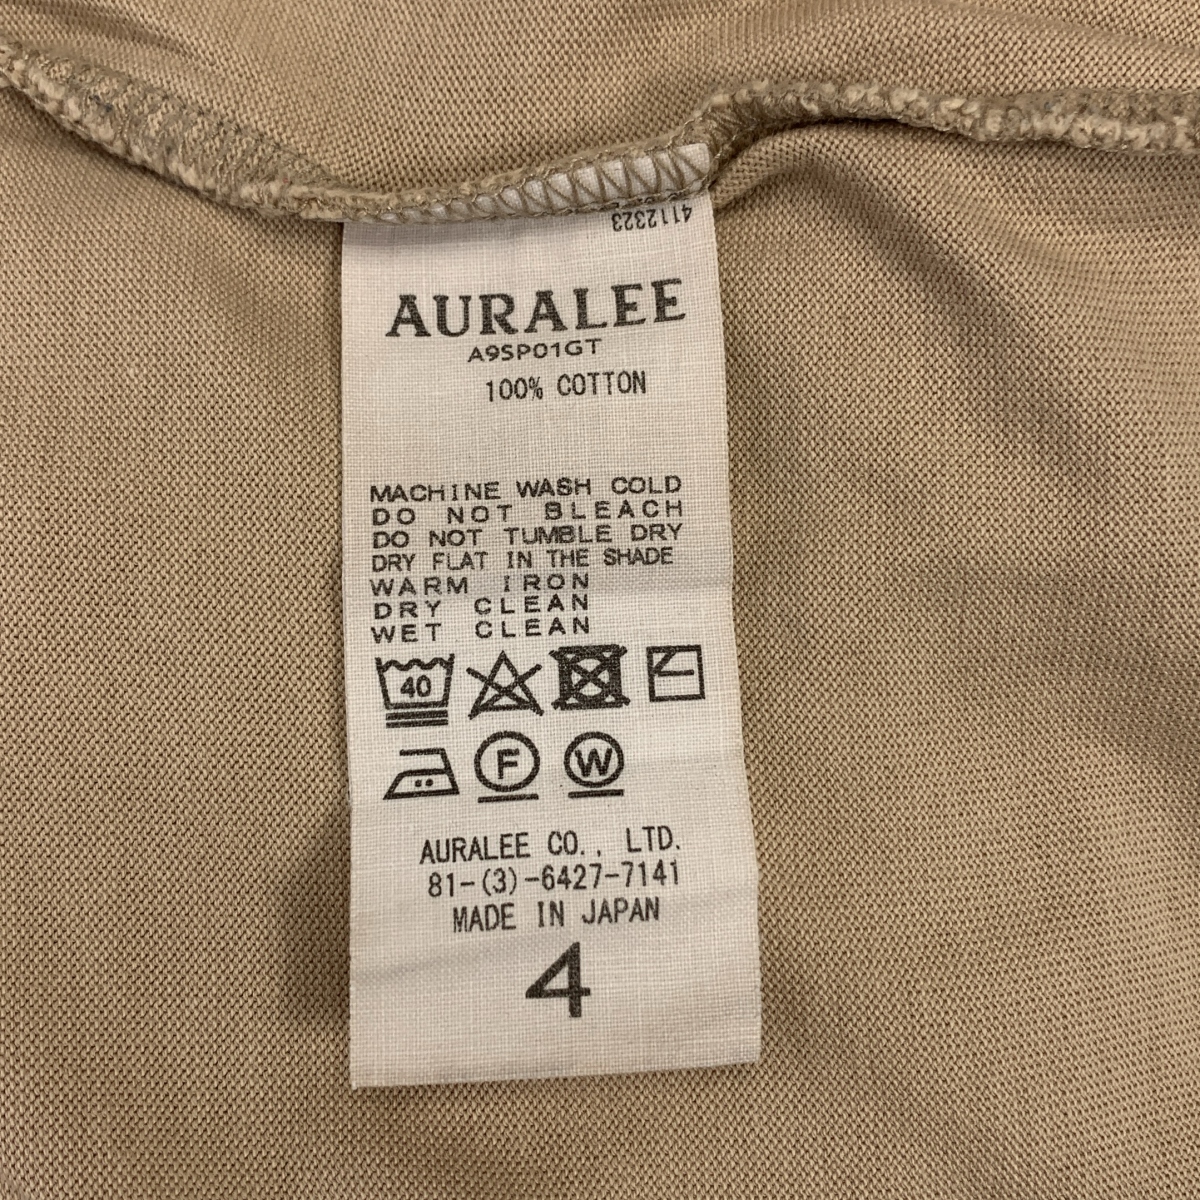 4112323
AURALEE
A9SP01GT
100% COTTON
MACHINE WASH COLD
DO NOT BLEACH
DO NOT TUMBLE DRY
DRY FLAT IN THE SHADE
WARM IRON
DRY CLEAN
WET CLEAN
40
F W
AURALEE CO., LTD.
81-(3)-6427-7141
MADE IN JAPAN
4